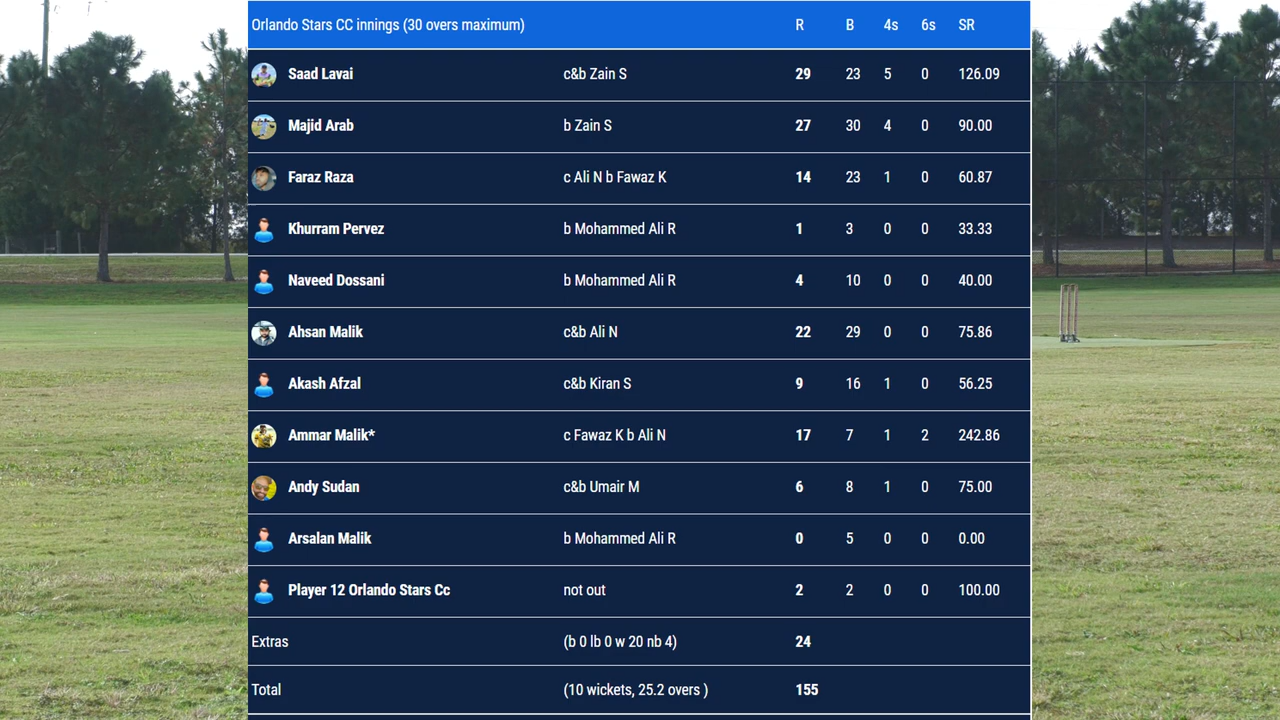 Orlando Stars CC innings (30 overs maximum) R B 4s 6s SR
Saad Lavai c&b Zain S 29 23 5 0 126.09
Majid Arab b Zain S 27 30 4 0 90.00
Faraz Raza c Ali N b Fawaz K 14 23 1 0 60.87
Khurram Pervez b Mohammed Ali R 1 3 0 0 33.33
Naveed Dossani b Mohammed Ali R 4 10 0 0 40.00
Ahsan Malik c&b Ali N 22 29 0 0 75.86
Akash Afzal c&b Kiran S 9 16 1 0 56.25
Ammar Malik* c Fawaz K b Ali N 17 7 1 2 242.86
Andy Sudan c&b Umair M 6 8 1 0 75.00
Arsalan Malik b Mohammed Ali R 0 5 0 0 0.00
Player 12 Orlando Stars Cc not out 2 2 0 0 100.00
Extras (b 0 lb 0 w 20 nb 4) 24
Total (10 wickets, 25.2 overs ) 155